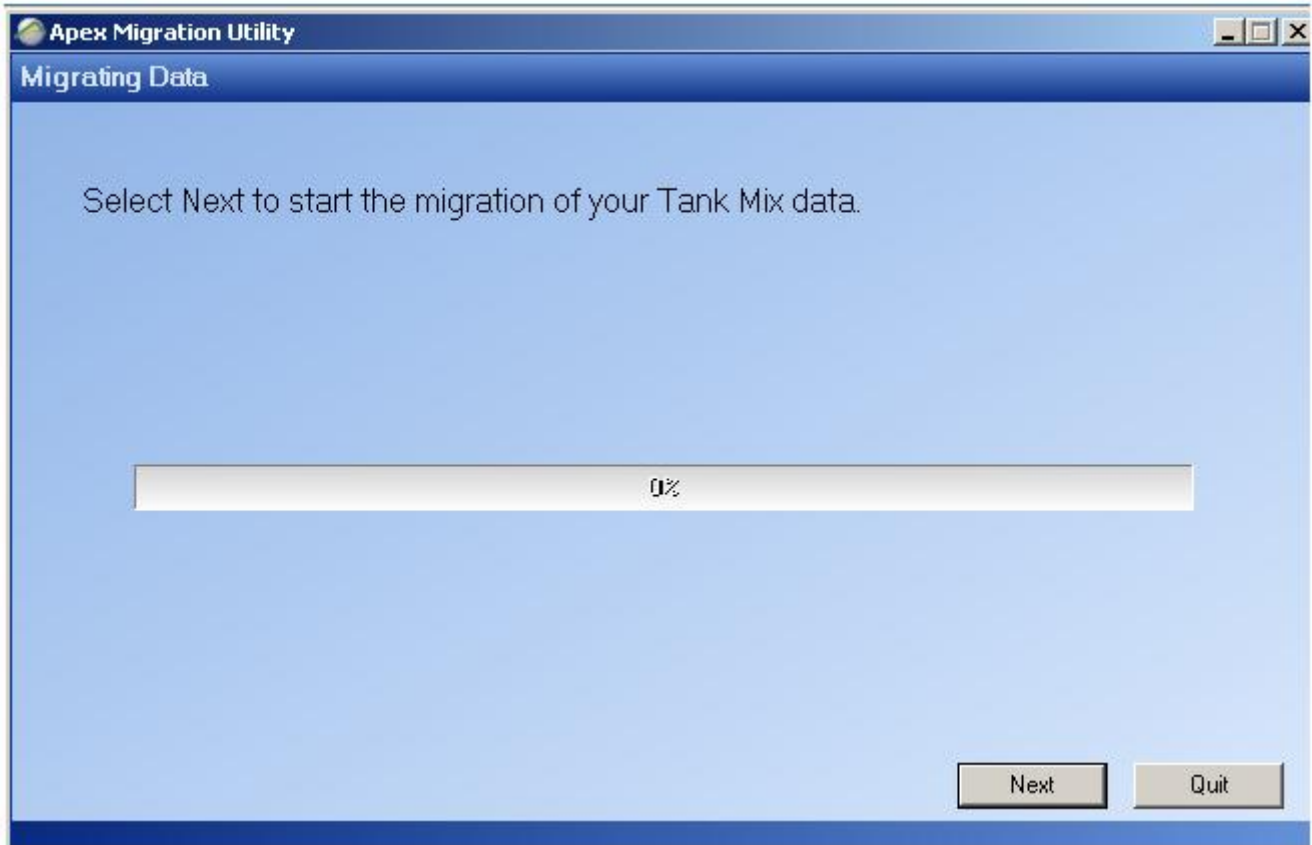 Apex Migration Utility
Migrating Data
Select Next to start the migration of your Tank Mix data.
0%
Next Quit